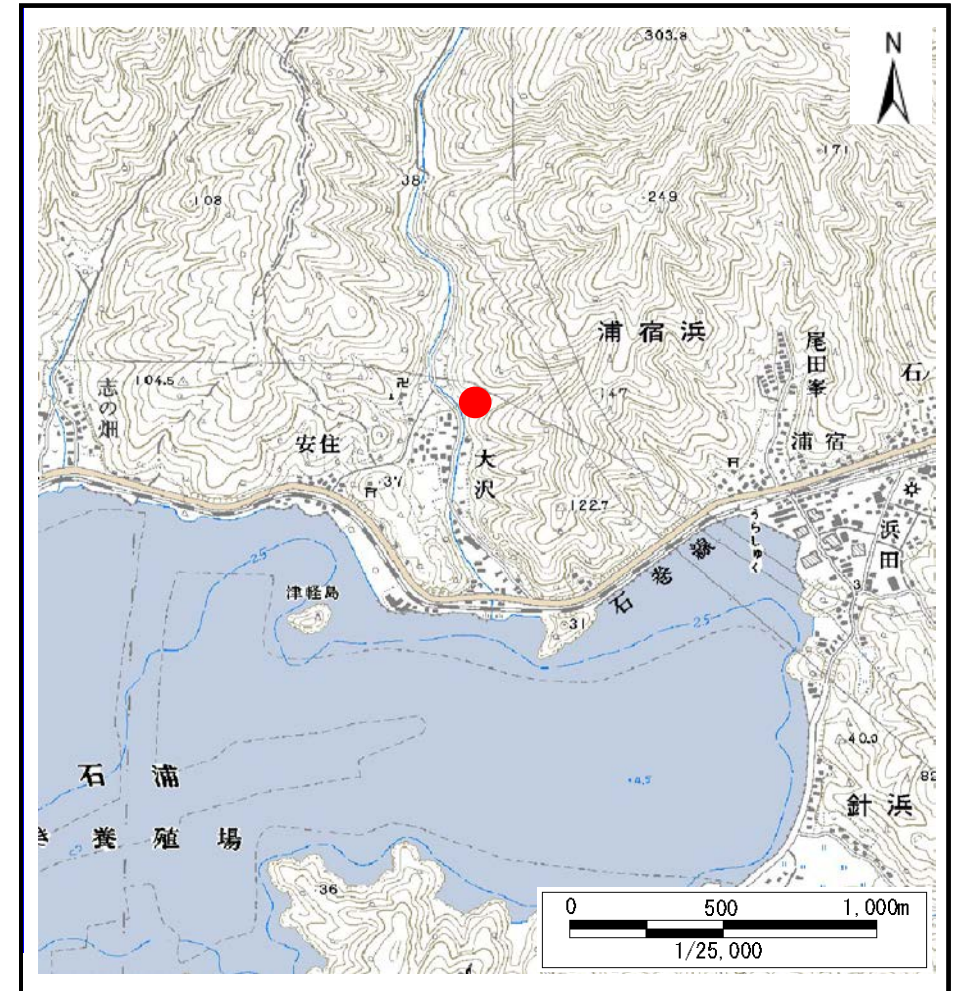 303.8
N
171
38
108
249
浦宿浜
尾田峯
石
104.5
147
志の畑
安住
大沢
浦宿
37
122.7
うらしゅく
浜田
石巻線
3
津軽島
31
25
25
40.0
石浦
4.5
82
針浜
養殖場
36
0 500 1,000m
1/25,000